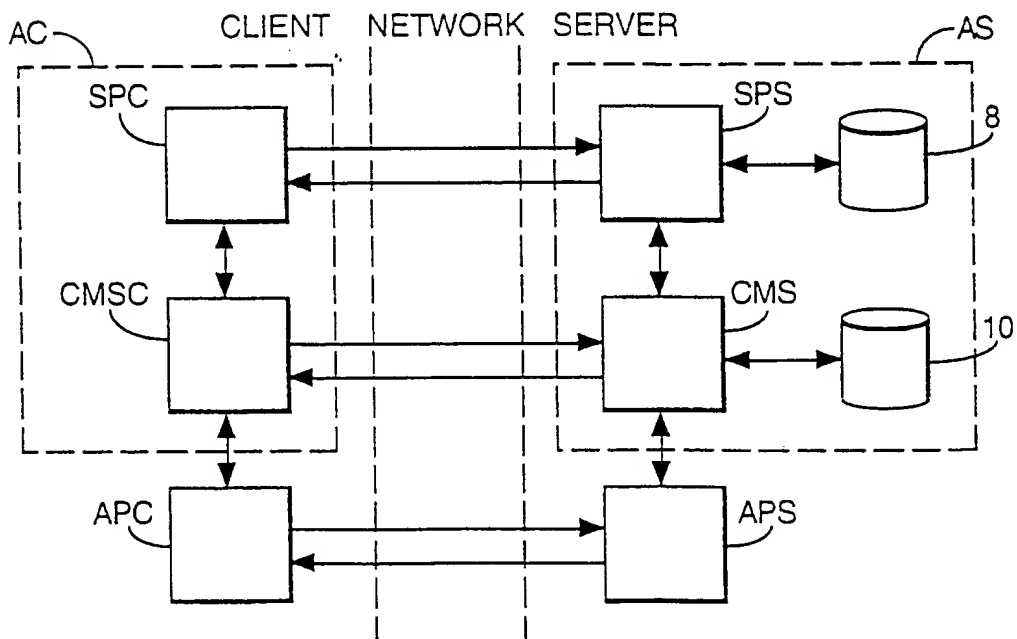 AC CLIENT NETWORK SERVER AS
SPC SPS 8
CMSC CMS 10
APC APS